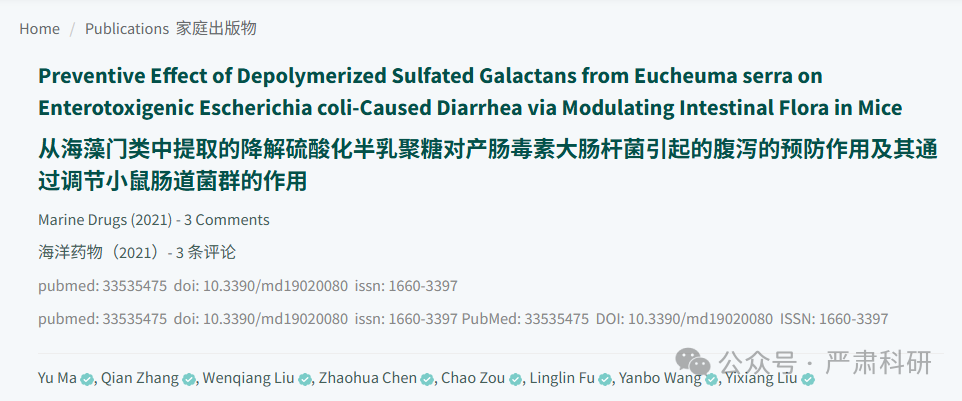 Home / Publications 家庭出版物
Preventive Effect of Depolymerized Sulfated Galactans from Eucheuma serra on
Enterotoxigenic Escherichia coli-Caused Diarrhea via Modulating Intestinal Flora in Mice
从海藻门类中提取的降解硫酸化半乳聚糖对产肠毒素大肠杆菌引起的腹泻的预防作用及其通
过调节小鼠肠道菌群的作用
Marine Drugs (2021) - 3 Comments
海洋药物（2021）- 3 条评论
pubmed: 33535475 doi: 10.3390/md19020080 issn: 1660-3397
pubmed: 33535475 doi: 10.3390/md19020080 issn: 1660-3397 PubMed: 33535475 DOI: 10.3390/md19020080 ISSN: 1660-3397
Yu Ma, Qian Zhang, Wenqiang Liu, Zhaohua Chen, Chao Zou, Linglin Fu, Yanbo Wang, Yixiang Liu
公众号 · 严肃科研